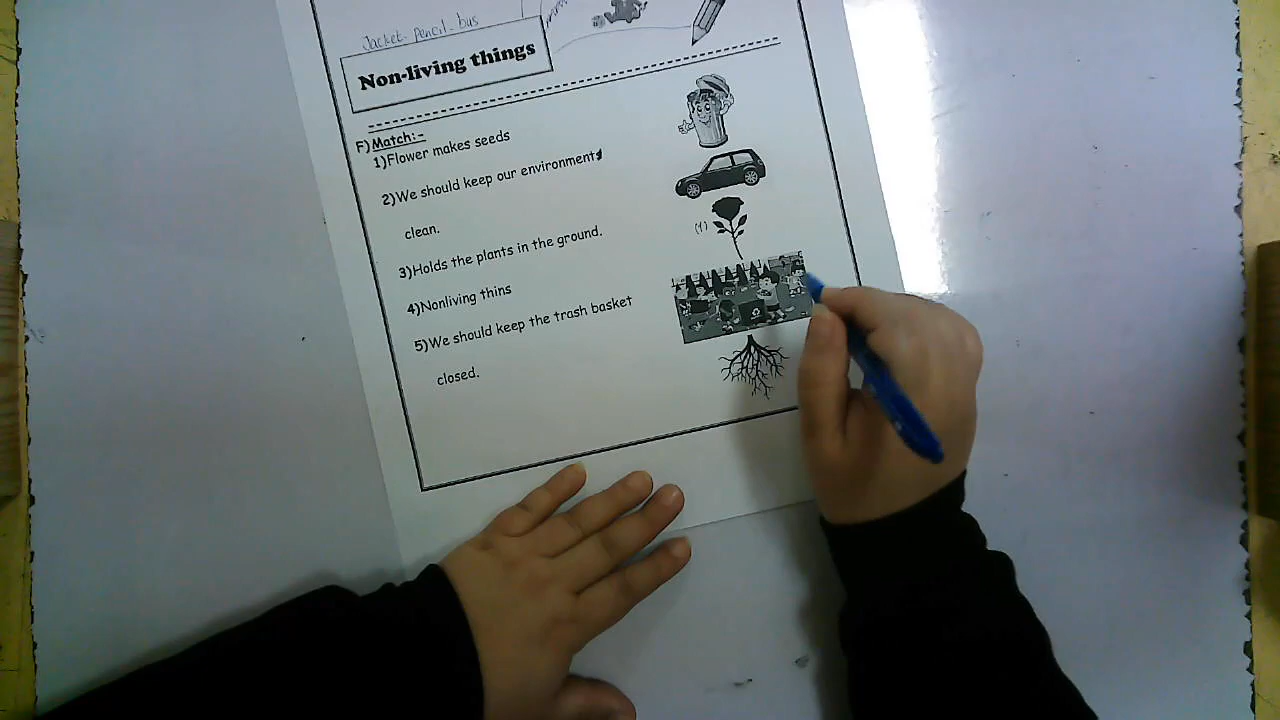 Jacket - pencil - bus
Non-living things
F) Match:-
1)Flower makes seeds
2)We should keep our environment
clean.
3)Holds the plants in the ground.
4)Nonliving thins
5)We should keep the trash basket
closed.
(1)